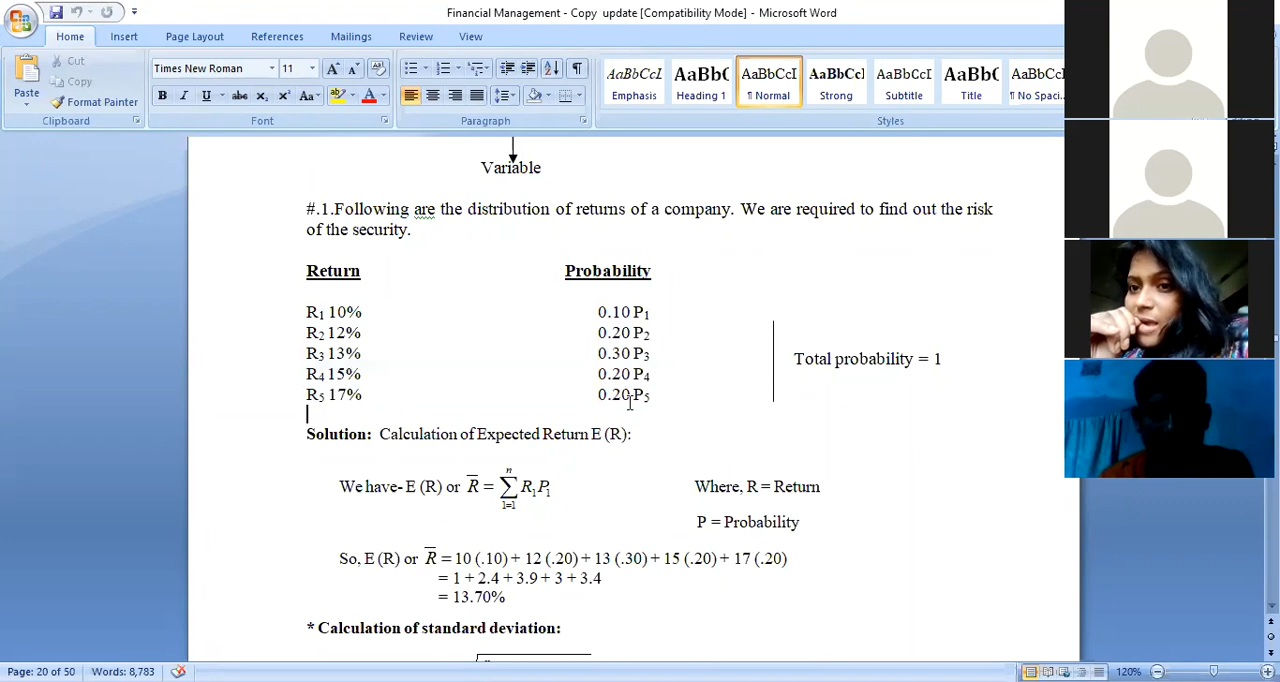 Financial Management - Copy update [Compatibility Mode] - Microsoft Word
Home Insert Page Layout References Mailings Review View
Cut
Copy
Format Painter
Paste
Clipboard
Times New Roman 11
Font
Paragraph
AaBbCcI AaBbC AaBbCcI AaBbCcI AaBbCcI AaBbC AaBbCcI
Emphasis Heading 1 ¶ Normal Strong Subtitle Title ¶ No Spaci...
Styles
Variable
#.1.Following are the distribution of returns of a company. We are required to find out the risk
of the security.
Return Probability
R₁ 10% 0.10 P₁
R₂ 12% 0.20 P₂
R₃ 13% 0.30 P₃
R₄ 15% 0.20 P₄
R₅ 17% 0.20 P₅
Total probability = 1
Solution: Calculation of Expected Return E (R):
We have- E (R) or R̅ = ∑ⁿ₁₌₁ R₁P₁ Where, R = Return
P = Probability
So, E (R) or R̅ = 10 (.10) + 12 (.20) + 13 (.30) + 15 (.20) + 17 (.20)
= 1 + 2.4 + 3.9 + 3 + 3.4
= 13.70%
* Calculation of standard deviation:
Page: 20 of 50 Words: 8,783 120%